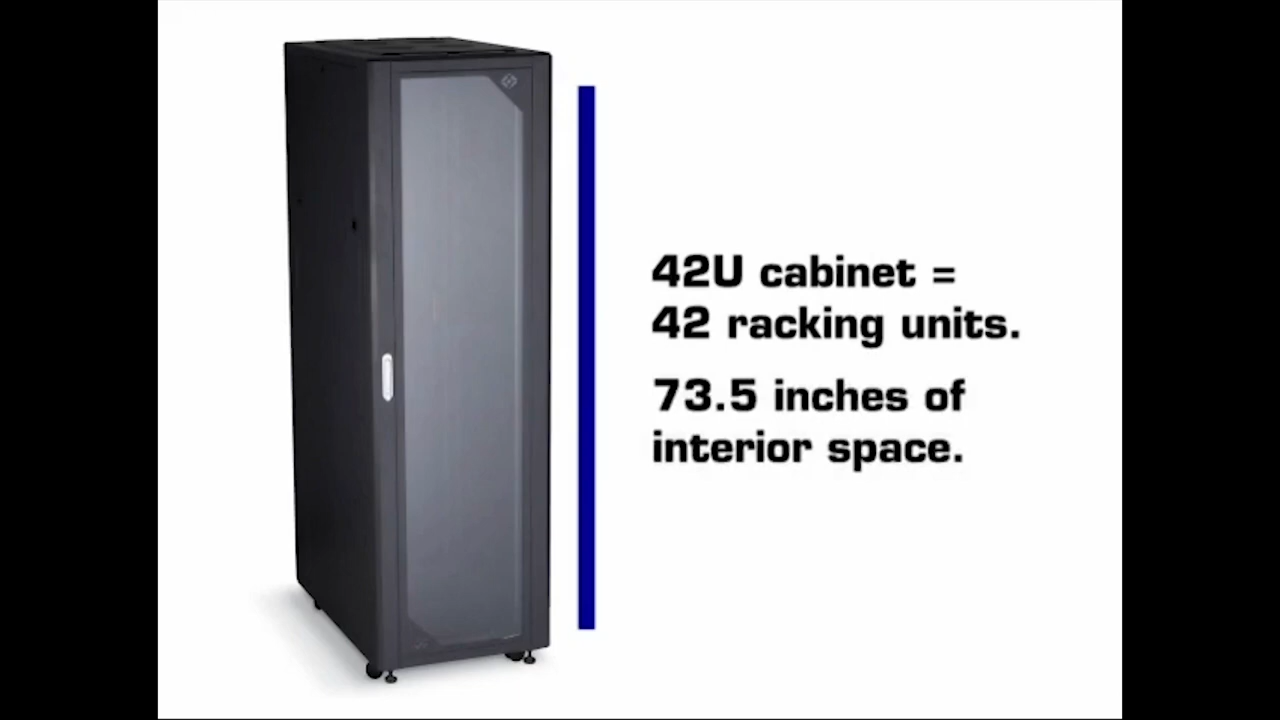 42U cabinet =
42 racking units.
73.5 inches of
interior space.